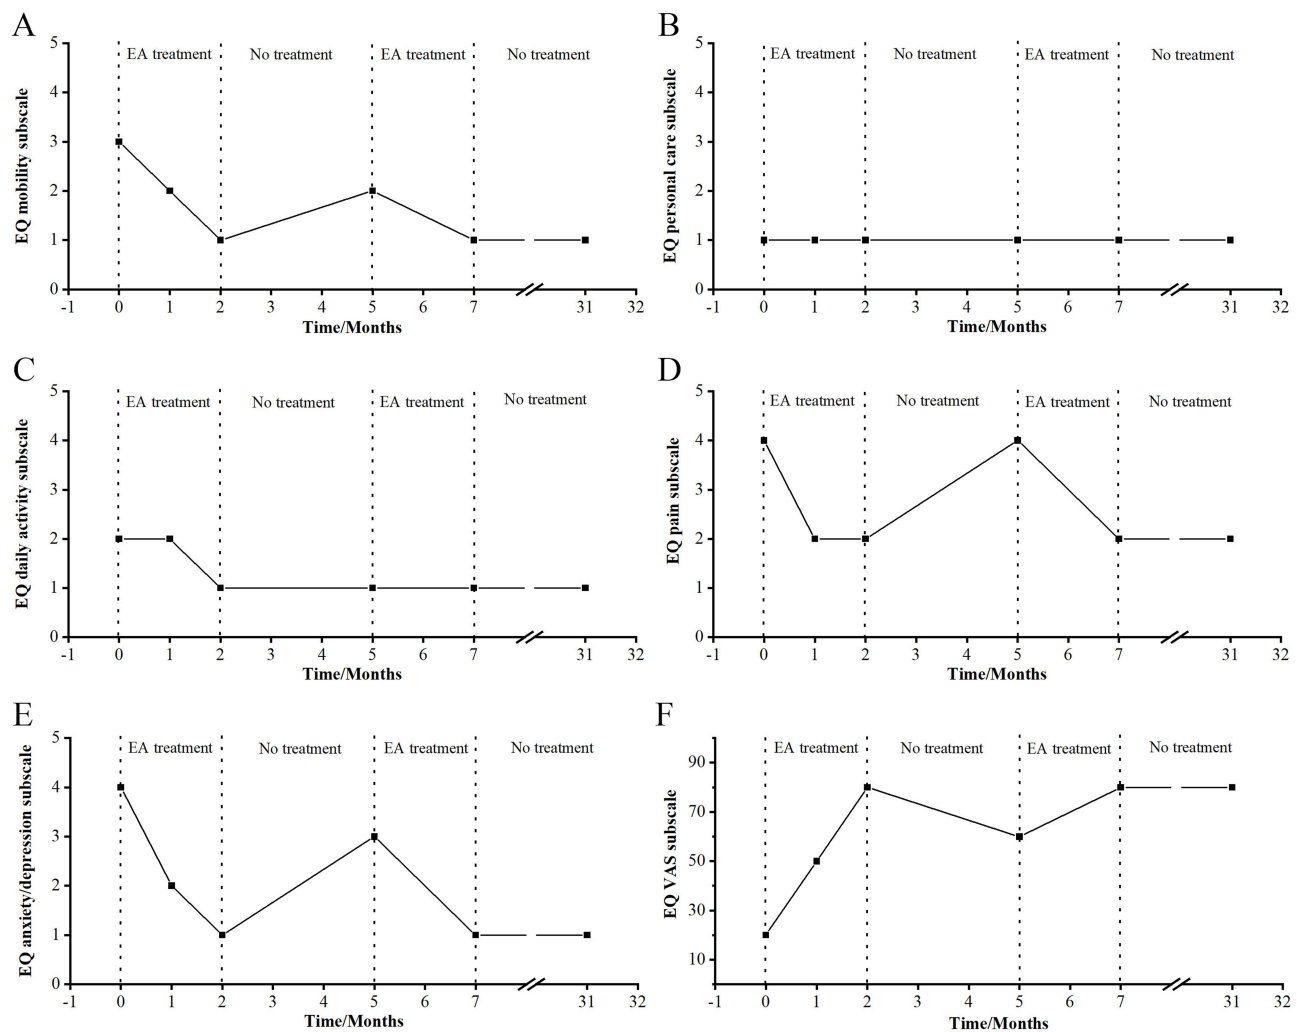 A
EQ mobility subscale
5
4
3
2
1
0
EA treatment
No treatment
EA treatment
No treatment
-1 0 1 2 3 4 5 6 7 31 32
Time/Months
B
EQ personal care subscale
5
4
3
2
1
0
EA treatment
No treatment
EA treatment
No treatment
-1 0 1 2 3 4 5 6 7 31 32
Time/Months
C
EQ daily activity subscale
5
4
3
2
1
0
EA treatment
No treatment
EA treatment
No treatment
-1 0 1 2 3 4 5 6 7 31 32
Time/Months
D
EQ pain subscale
5
4
3
2
1
0
EA treatment
No treatment
EA treatment
No treatment
-1 0 1 2 3 4 5 6 7 31 32
Time/Months
E
EQ anxiety/depression subscale
5
4
3
2
1
0
EA treatment
No treatment
EA treatment
No treatment
-1 0 1 2 3 4 5 6 7 31 32
Time/Months
F
EQ VAS subscale
90
70
50
30
10
EA treatment
No treatment
EA treatment
No treatment
-1 0 1 2 3 4 5 6 7 31 32
Time/Months